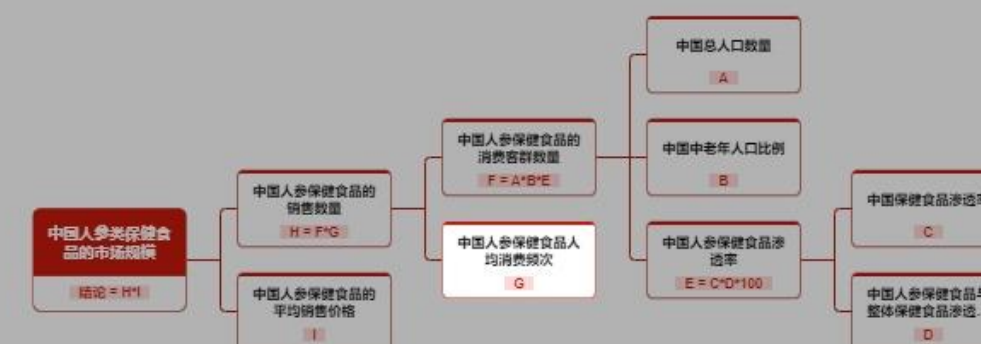 中国总人口数量
A
中国人参保健食品的
消费客群数量
F = A*B*E
中国中老年人口比例
B
中国人参保健食品的
销售数量
H = F*G
中国保健食品渗透率
C
中国人参类保健食
品的市场规模
结论 = H*I
中国人参保健食品人
均消费频次
G
中国人参保健食品渗
透率
E = C*D*100
中国人参保健食品的
平均销售价格
I
中国人参保健食品与
整体保健食品渗透...
D